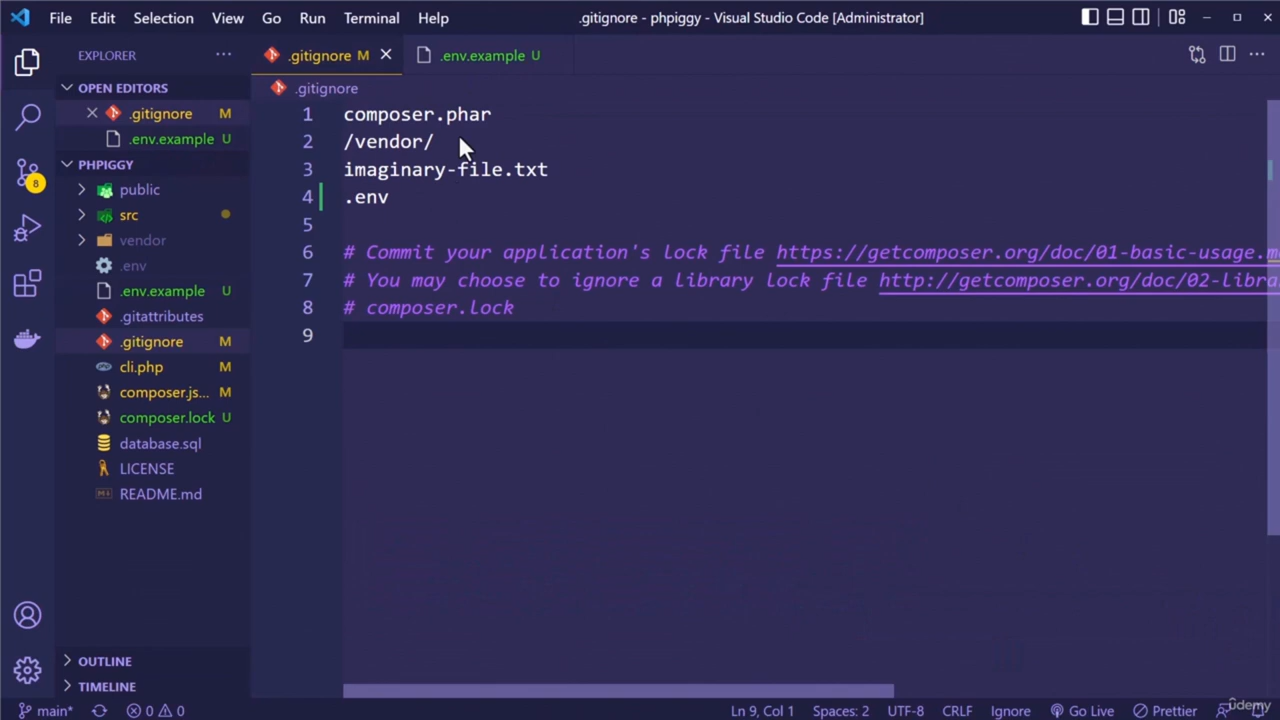 File Edit Selection View Go Run Terminal Help .gitignore - phpiggy - Visual Studio Code [Administrator]
EXPLORER
.gitignore M
.env.example U
OPEN EDITORS
.gitignore M
.env.example U
PHPIGGY
public
src
vendor
.env
.env.example U
.gitattributes
.gitignore M
cli.php M
composer.js... M
composer.lock U
database.sql
LICENSE
README.md
OUTLINE
TIMELINE
8
.gitignore
1 composer.phar
2 /vendor/
3 imaginary-file.txt
4 .env
5
6 # Commit your application's lock file https://getcomposer.org/doc/01-basic-usage.m
7 # You may choose to ignore a library lock file http://getcomposer.org/doc/02-libra
8 # composer.lock
9
main* 0 0 Ln 9, Col 1 Spaces: 2 UTF-8 CRLF Ignore Go Live Prettier
ûdemy